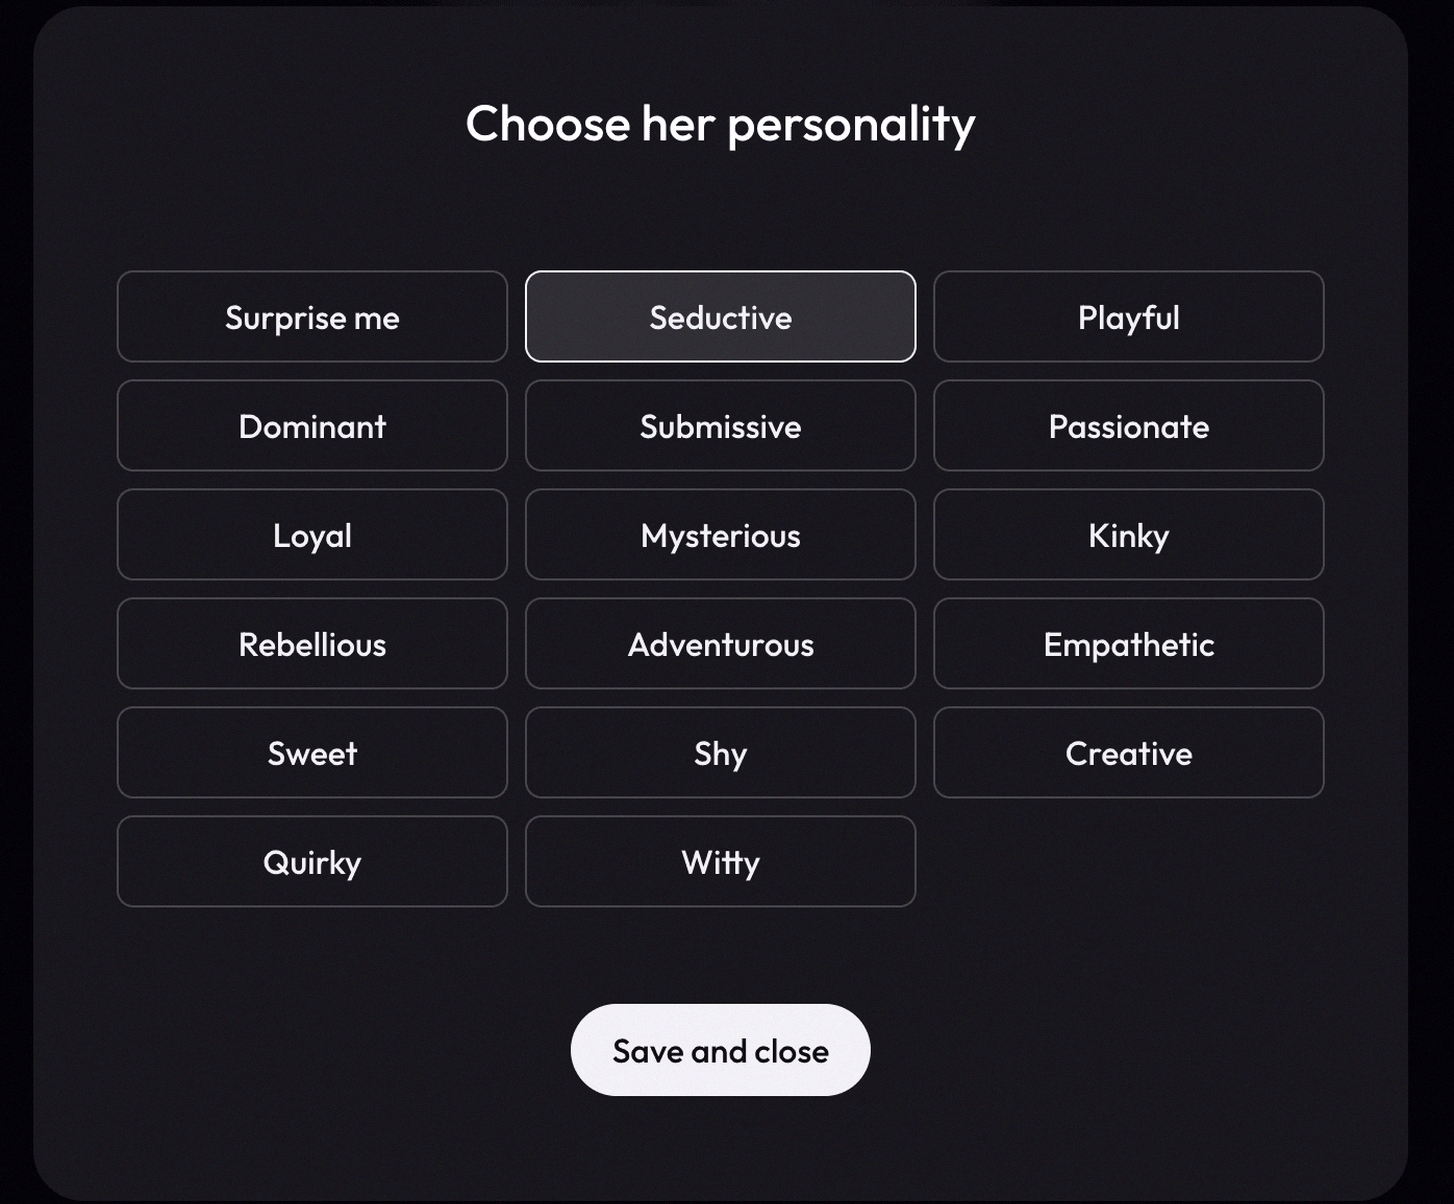 Choose her personality
Surprise me
Seductive
Playful
Dominant
Submissive
Passionate
Loyal
Mysterious
Kinky
Rebellious
Adventurous
Empathetic
Sweet
Shy
Creative
Quirky
Witty
Save and close